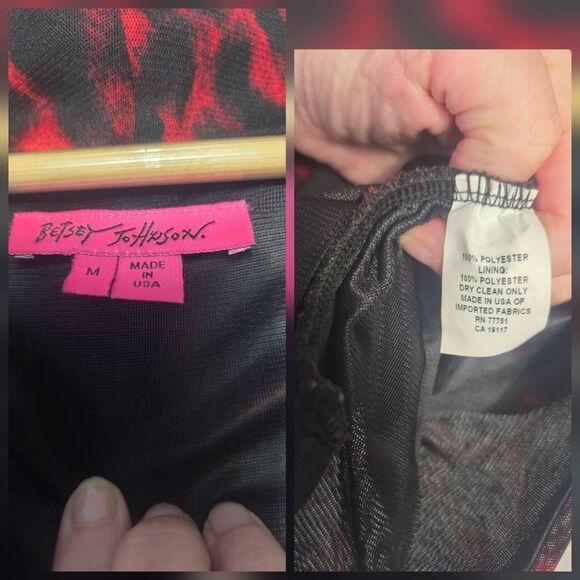 BETSEY JOHNSON.
M
MADE
IN
USA
100% POLYESTER
LINING:
100% POLYESTER
DRY CLEAN ONLY
MADE IN USA OF
IMPORTED FABRICS
RN 77781
CA 19117